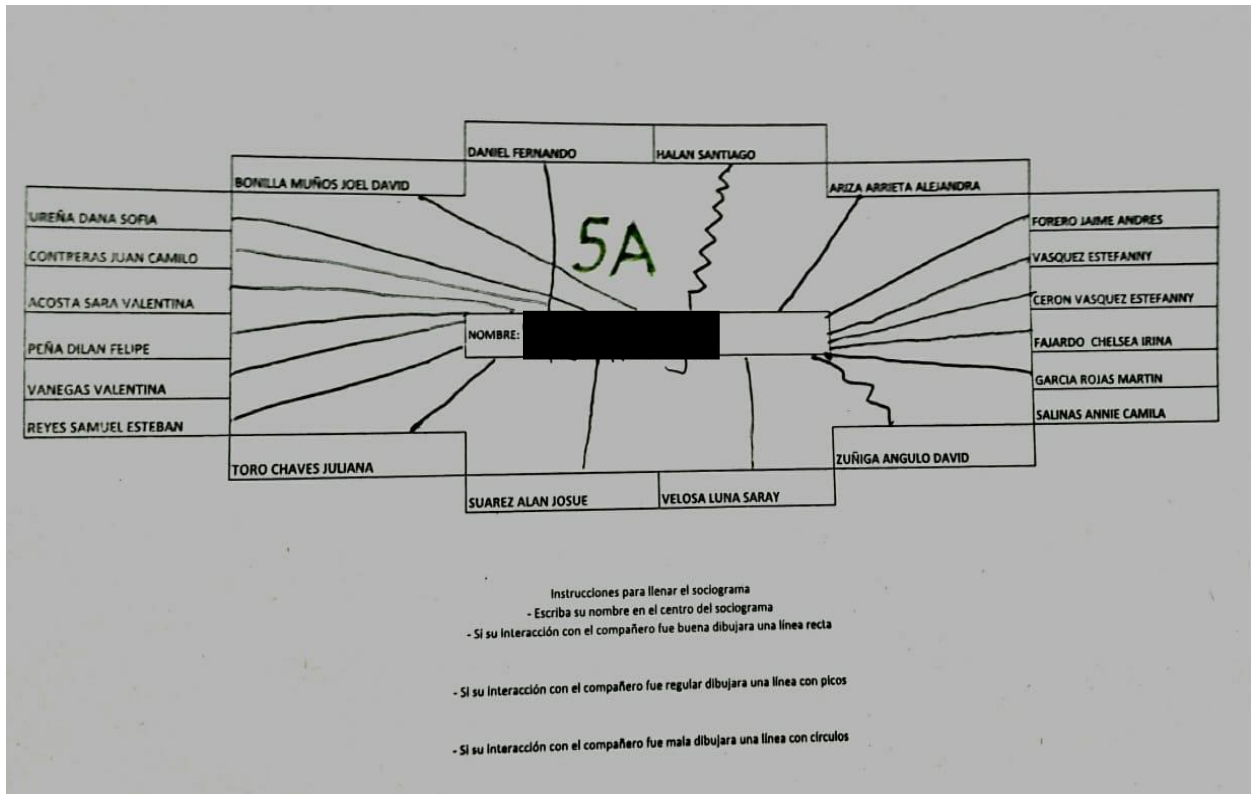 DANIEL FERNANDO
HALAN SANTIAGO
BONILLA MUÑOS JOEL DAVID
ARIZA ARRIETA ALEJANDRA
UREÑA DANA SOFIA
FORERO JAIME ANDRES
5A
CONTRERAS JUAN CAMILO
VASQUEZ ESTEFANNY
ACOSTA SARA VALENTINA
CERON VASQUEZ ESTEFANNY
NOMBRE:
PEÑA DILAN FELIPE
FAJARDO CHELSEA IRINA
VANEGAS VALENTINA
GARCIA ROJAS MARTIN
REYES SAMUEL ESTEBAN
SALINAS ANNIE CAMILA
TORO CHAVES JULIANA
ZUÑIGA ANGULO DAVID
SUAREZ ALAN JOSUE
VELOSA LUNA SARAY
Instrucciones para llenar el sociograma
- Escriba su nombre en el centro del sociograma
- Si su interacción con el compañero fue buena dibujara una línea recta
- Si su interacción con el compañero fue regular dibujara una línea con picos
- Si su interacción con el compañero fue mala dibujara una línea con círculos